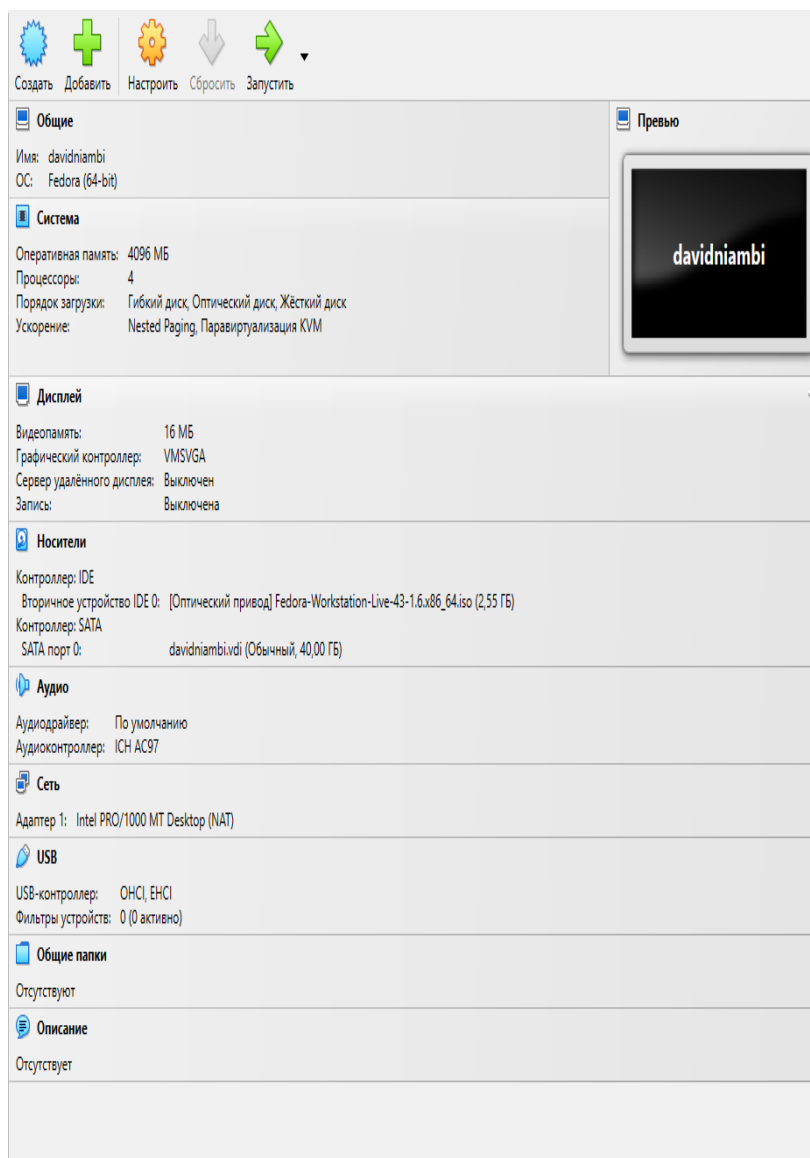 Создать Добавить Настроить Сбросить Запустить
Общие
Имя: davidniambi
ОС: Fedora (64-bit)
Превью
davidniambi
Система
Оперативная память: 4096 МБ
Процессоры: 4
Порядок загрузки: Гибкий диск, Оптический диск, Жёсткий диск
Ускорение: Nested Paging, Паравиртуализация KVM
Дисплей
Видеопамять: 16 МБ
Графический контроллер: VMSVGA
Сервер удалённого дисплея: Выключен
Запись: Выключена
Носители
Контроллер: IDE
Вторичное устройство IDE 0: [Оптический привод] Fedora-Workstation-Live-43-1.6.x86_64.iso (2,55 ГБ)
Контроллер: SATA
SATA порт 0: davidniambi.vdi (Обычный, 40,00 ГБ)
Аудио
Аудиодрайвер: По умолчанию
Аудиоконтроллер: ICH AC97
Сеть
Адаптер 1: Intel PRO/1000 MT Desktop (NAT)
USB
USB-контроллер: OHCI, EHCI
Фильтры устройств: 0 (0 активно)
Общие папки
Отсутствуют
Описание
Отсутствует